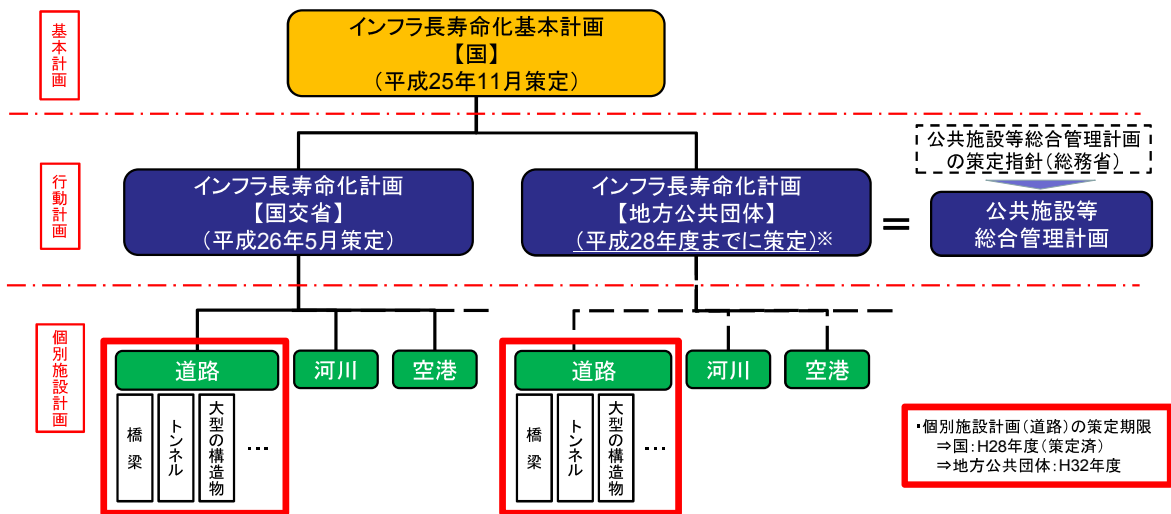 基本計画
インフラ長寿命化基本計画
【国】
(平成25年11月策定)
公共施設等総合管理計画
の策定指針(総務省)
行動計画
インフラ長寿命化計画
【国交省】
(平成26年5月策定)
インフラ長寿命化計画
【地方公共団体】
(平成28年度までに策定)※
=
公共施設等
総合管理計画
個別施設計画
道路
河川
空港
橋梁
トンネル
大型の構造物
…
道路
河川
空港
橋梁
トンネル
大型の構造物
…
・個別施設計画(道路)の策定期限
⇒国:H28年度(策定済)
⇒地方公共団体:H32年度